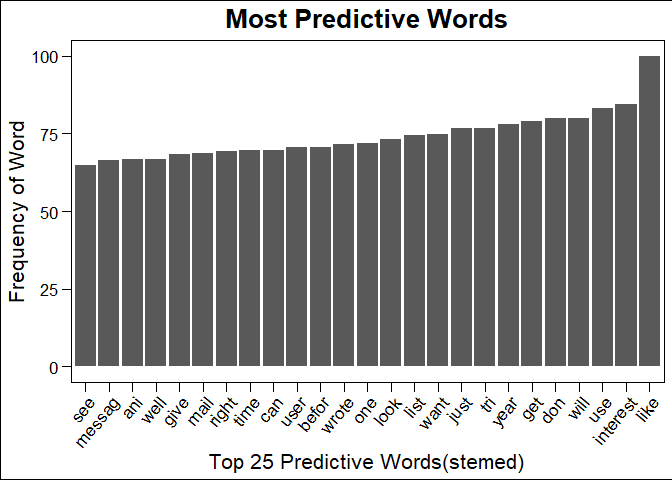 Most Predictive Words
Frequency of Word
100
75
50
25
0
see
messag
ani
well
give
mail
right
time
can
user
befor
wrote
one
look
list
want
just
tri
year
get
don
will
use
interest
like
Top 25 Predictive Words(stemed)